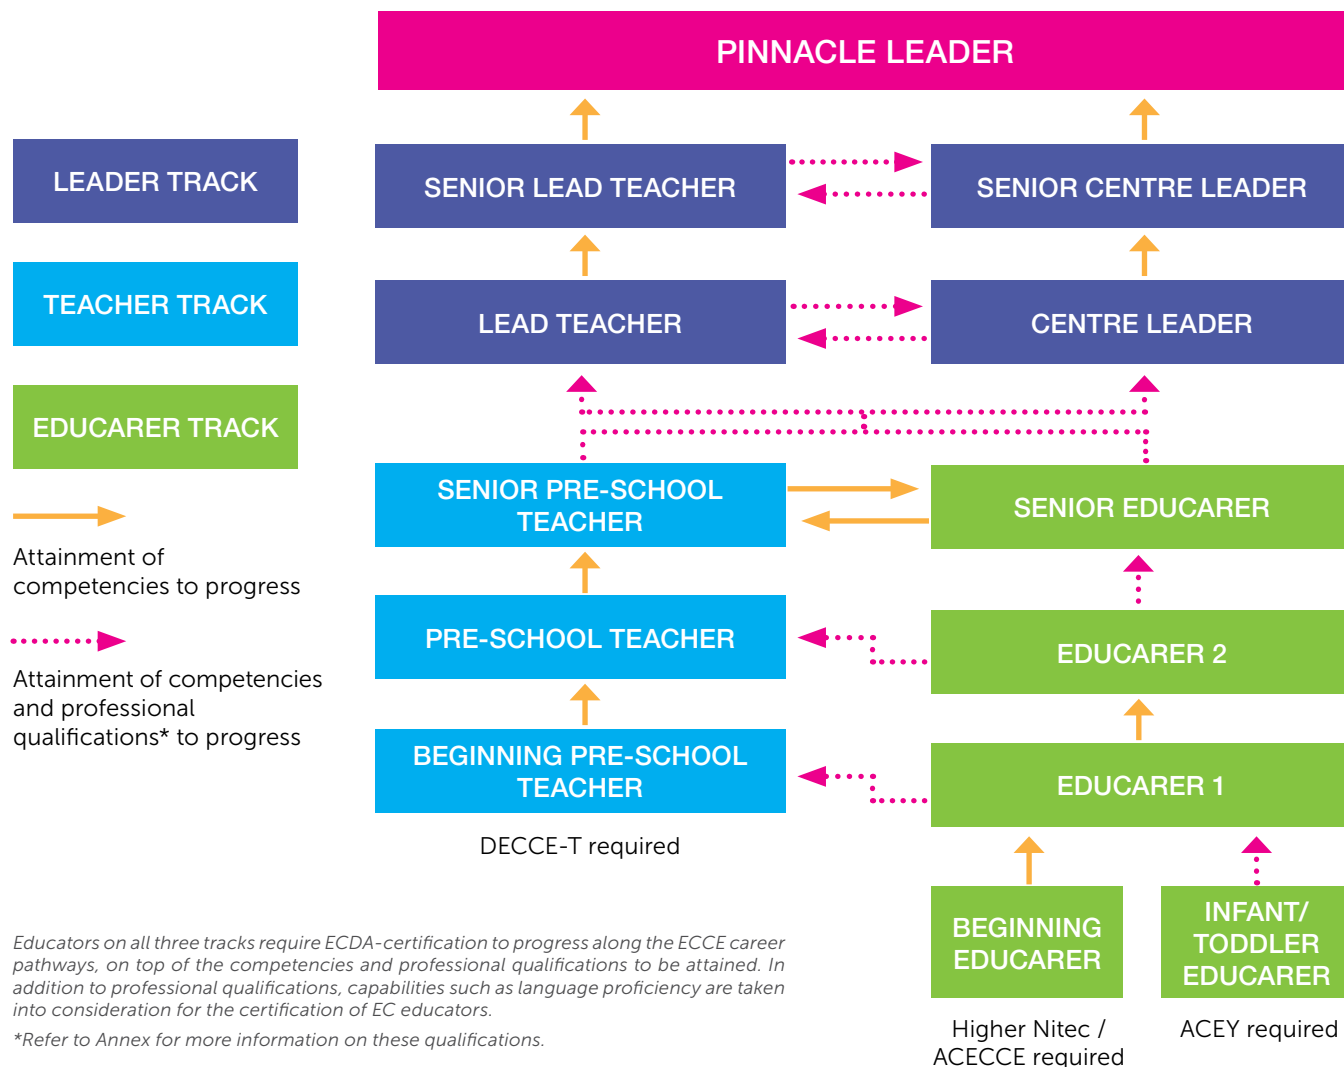 PINNACLE LEADER
LEADER TRACK
TEACHER TRACK
EDUCARER TRACK
Attainment of
competencies to progress
Attainment of competencies
and professional
qualifications* to progress
SENIOR LEAD TEACHER
SENIOR CENTRE LEADER
LEAD TEACHER
CENTRE LEADER
SENIOR PRE-SCHOOL
TEACHER
SENIOR EDUCARER
PRE-SCHOOL TEACHER
EDUCARER 2
BEGINNING PRE-SCHOOL
TEACHER
EDUCARER 1
DECCE-T required
BEGINNING
EDUCARER
INFANT/
TODDLER
EDUCARER
Higher Nitec /
ACECCE required
ACEY required
Educators on all three tracks require ECDA-certification to progress along the ECCE career
pathways, on top of the competencies and professional qualifications to be attained. In
addition to professional qualifications, capabilities such as language proficiency are taken
into consideration for the certification of EC educators.
*Refer to Annex for more information on these qualifications.